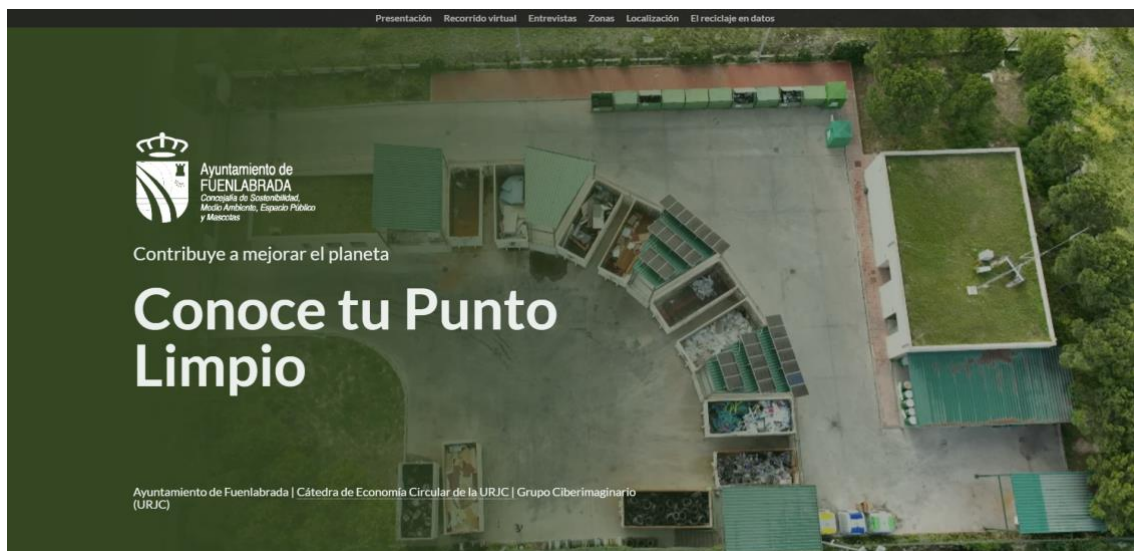 Presentación Recorrido virtual Entrevistas Zonas Localización El reciclaje en datos
Ayuntamiento de
FUENLABRADA
Concejalía de Sostenibilidad,
Medio Ambiente, Espacio Público
y Mascotas
Contribuye a mejorar el planeta
Conoce tu Punto
Limpio
Ayuntamiento de Fuenlabrada | Cátedra de Economía Circular de la URJC | Grupo Ciberimaginario
(URJC)